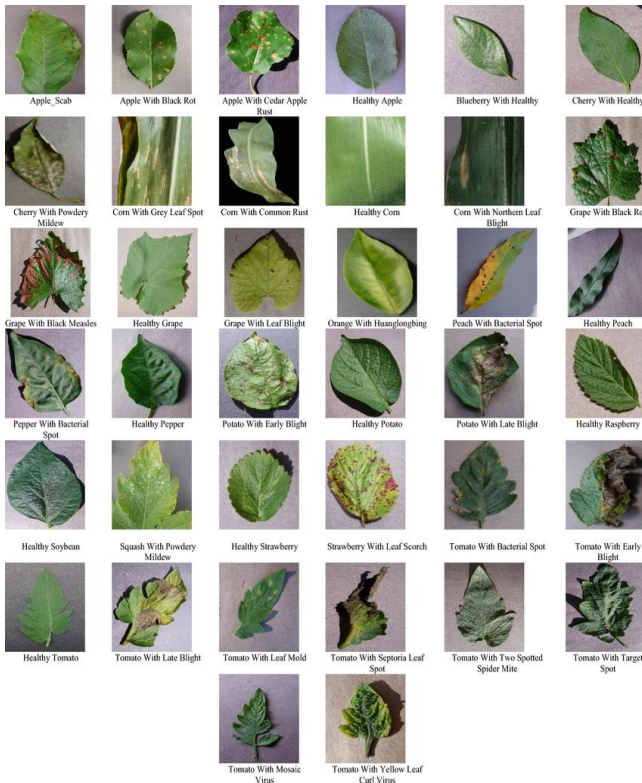 Apple_Scab
Apple With Black Rot
Apple With Cedar Apple
Rust
Healthy Apple
Blueberry With Healthy
Cherry With Healthy
Cherry With Powdery
Mildew
Corn With Grey Leaf Spot
Corn With Common Rust
Healthy Corn
Corn With Northern Leaf
Blight
Grape With Black Ro
Grape With Black Measles
Healthy Grape
Grape With Leaf Blight
Orange With Huanglongbing
Peach With Bacterial Spot
Healthy Peach
Pepper With Bacterial
Spot
Healthy Pepper
Potato With Early Blight
Healthy Potato
Potato With Late Blight
Healthy Raspberry
Healthy Soybean
Squash With Powdery
Mildew
Healthy Strawberry
Strawberry With Leaf Scorch
Tomato With Bacterial Spot
Tomato With Early
Blight
Healthy Tomato
Tomato With Late Blight
Tomato With Leaf Mold
Tomato With Septoria Leaf
Spot
Tomato With Two Spotted
Spider Mite
Tomato With Target
Spot
Tomato With Mosaic
Virus
Tomato With Yellow Leaf
Curl Virus